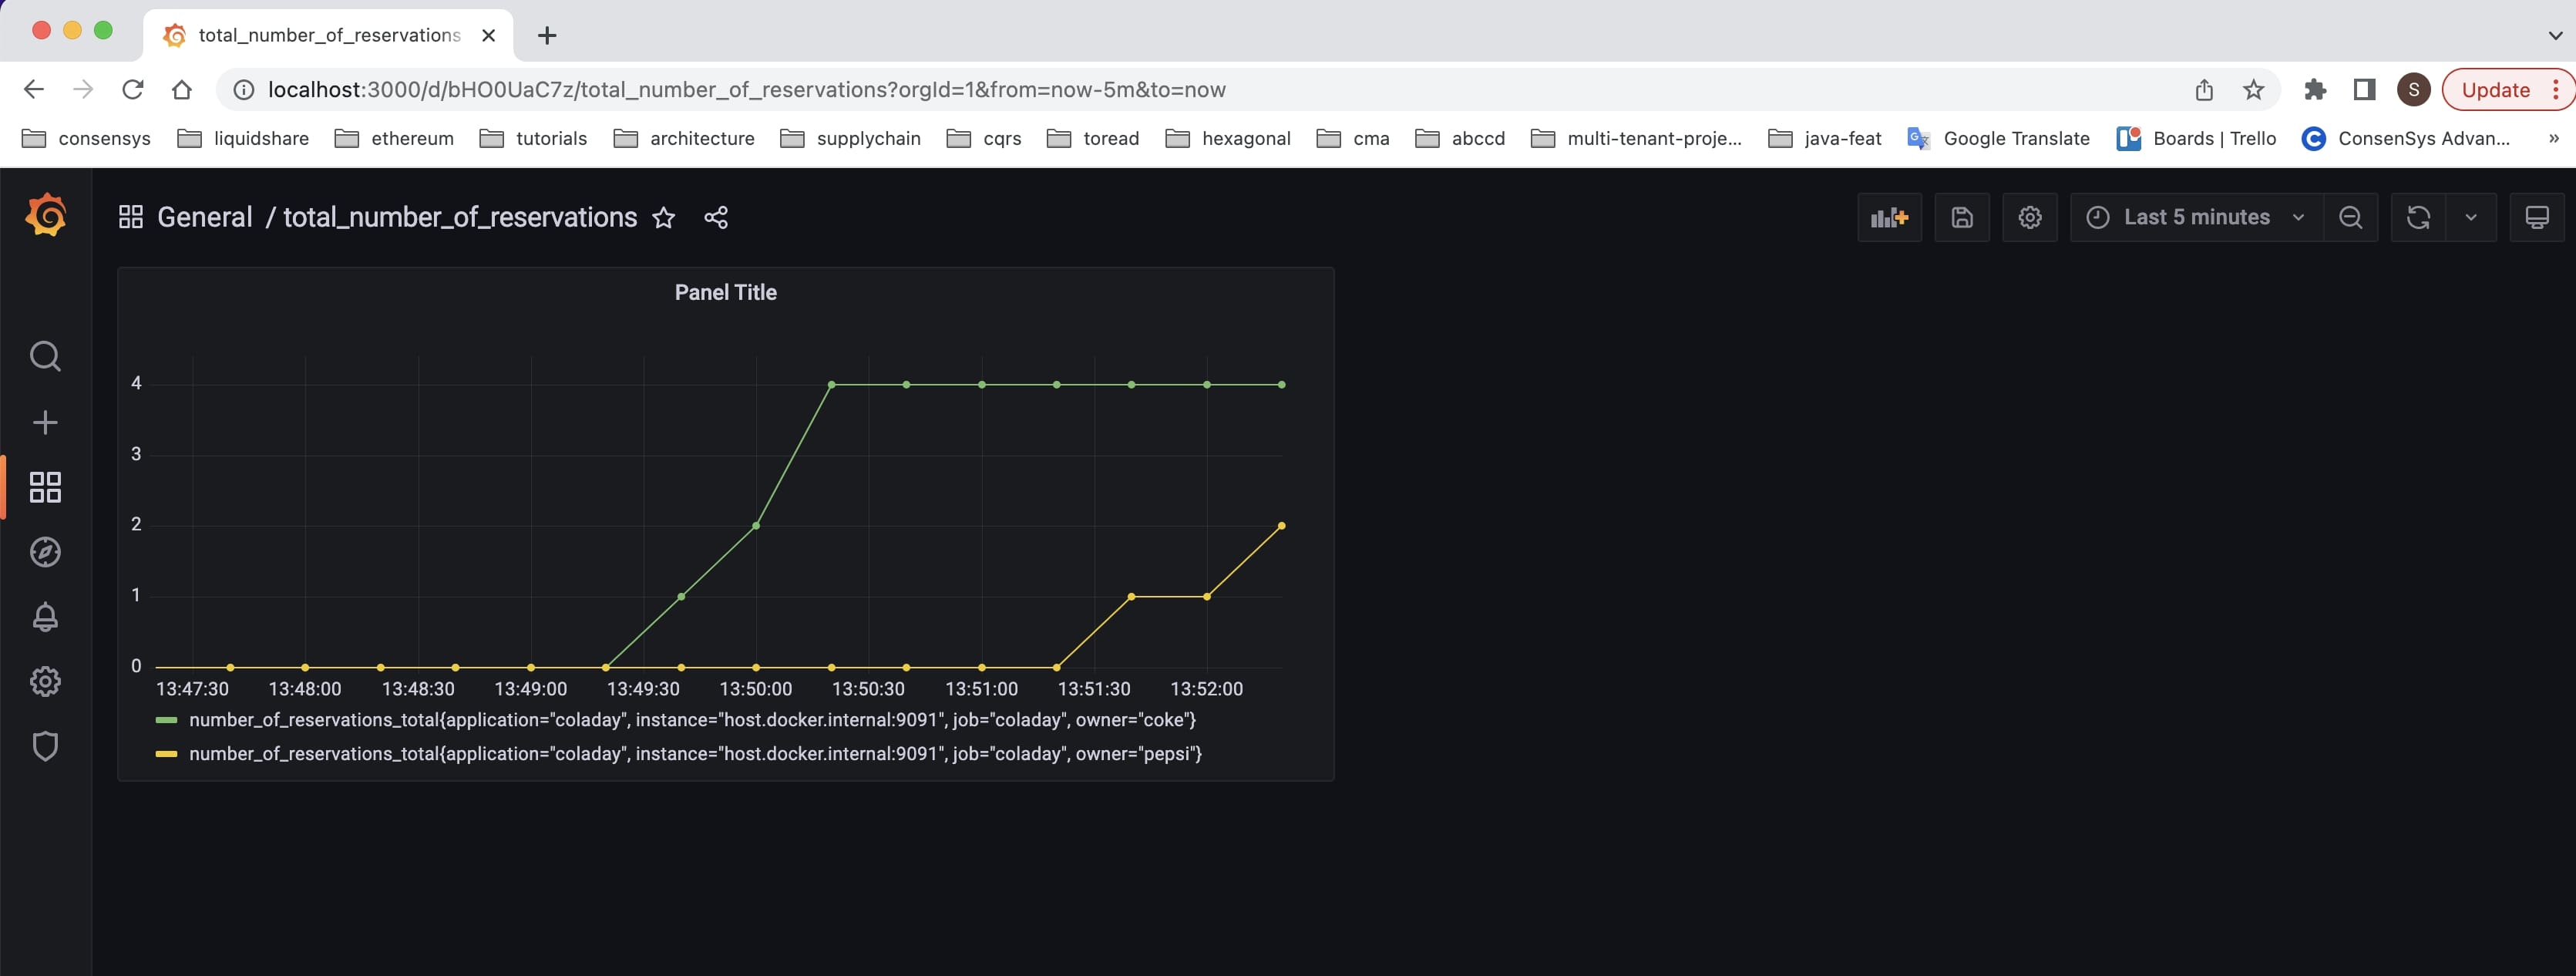 total_number_of_reservations
localhost:3000/d/bHO0UaC7z/total_number_of_reservations?orgId=1&from=now-5m&to=now
S
Update
consensys liquidshare ethereum tutorials architecture supplychain cqrs toread hexagonal cma abccd multi-tenant-proje... java-feat Google Translate Boards | Trello ConsenSys Advan... »
General / total_number_of_reservations
Last 5 minutes
Panel Title
4
3
2
1
0
13:47:30 13:48:00 13:48:30 13:49:00 13:49:30 13:50:00 13:50:30 13:51:00 13:51:30 13:52:00
number_of_reservations_total{application="coladay", instance="host.docker.internal:9091", job="coladay", owner="coke"}
number_of_reservations_total{application="coladay", instance="host.docker.internal:9091", job="coladay", owner="pepsi"}